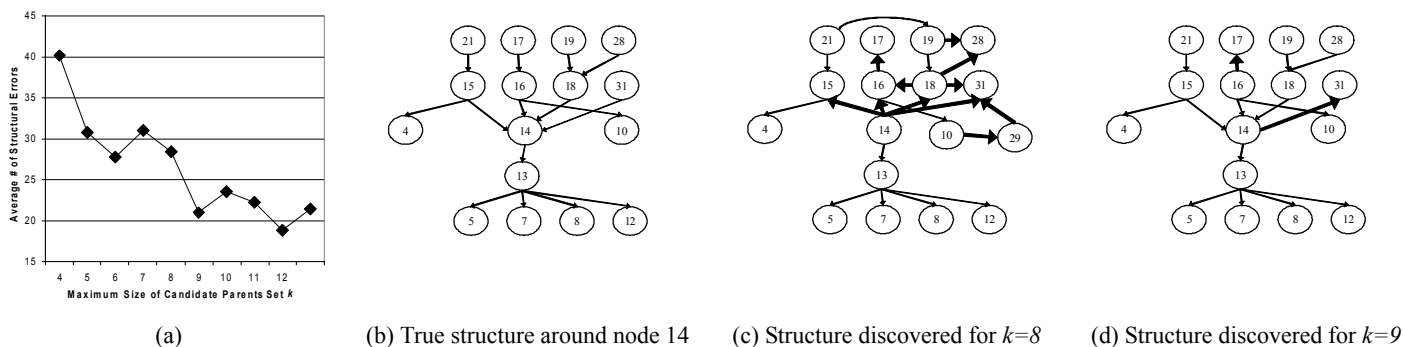 45
40
35
30
25
20
15
Average # of Structural Errors
4 5 6 7 8 9 10 11 12
Maximum Size of Candidate Parents Set k
(a)
21 17 19 28
15 16 18 31
4 14 10
13
5 7 8 12
(b) True structure around node 14
21 17 19 28
15 16 18 31
4 14 10 29
13
5 7 8 12
(c) Structure discovered for k=8
21 17 19 28
15 16 18 31
4 14 10
13
5 7 8 12
(d) Structure discovered for k=9